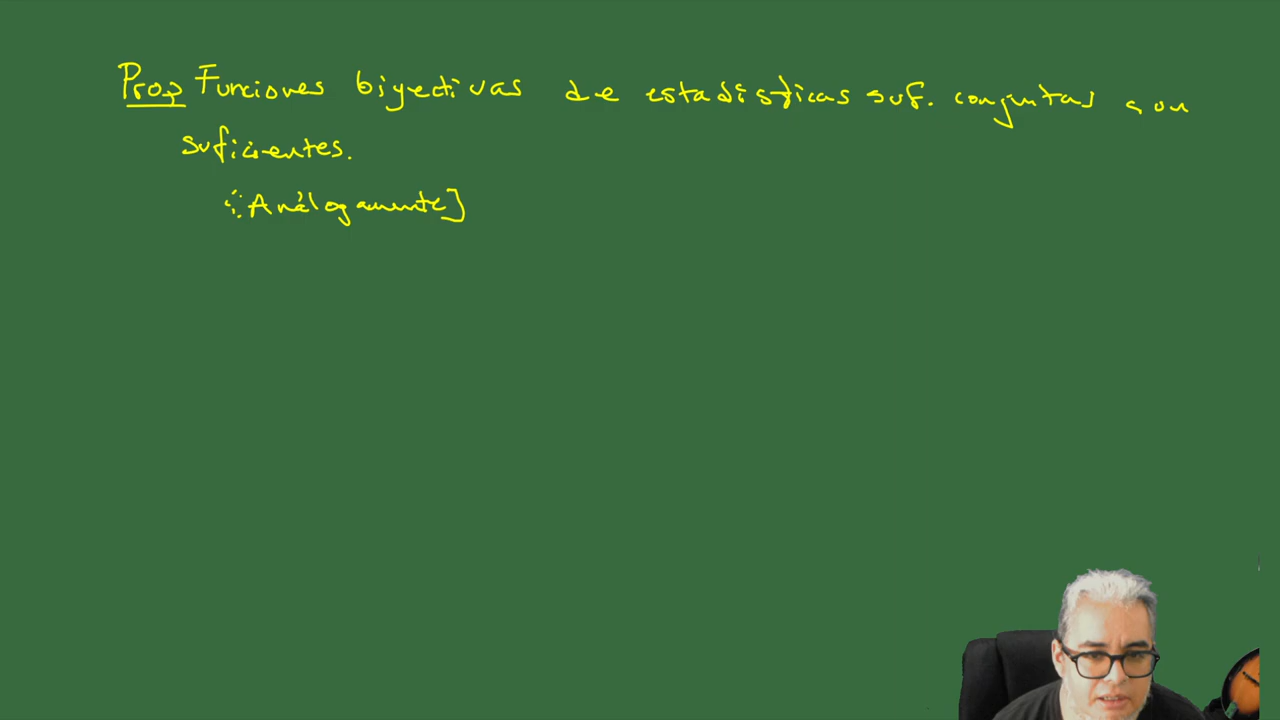 Prop Funciones biyectivas de estadísticas suf. conjuntas son
suficientes.
∴ Análogamente]